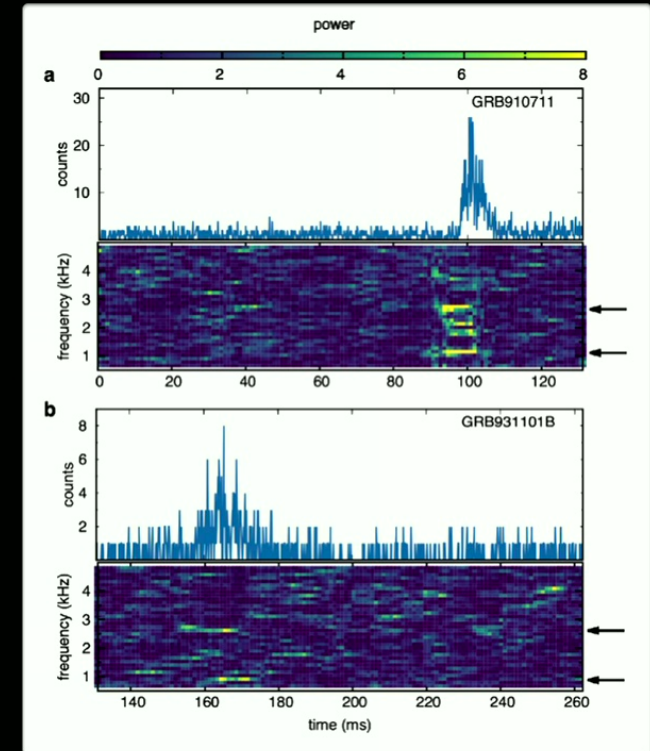 power
0 2 4 6 8
a
GRB910711
30
20
10
counts
4
3
2
1
frequency (kHz)
0 20 40 60 80 100 120
b
GRB931101B
8
6
4
2
counts
4
3
2
1
frequency (kHz)
140 160 180 200 220 240 260
time (ms)